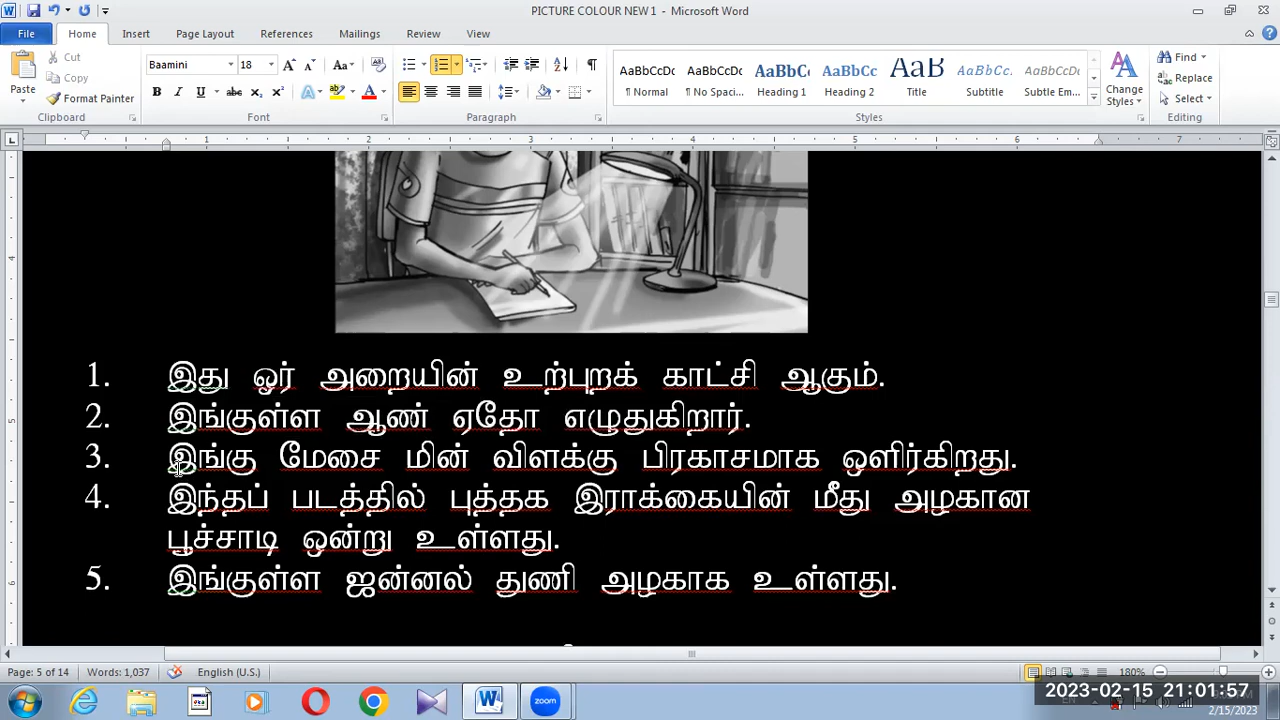 PICTURE COLOUR NEW 1 - Microsoft Word
File Home Insert Page Layout References Mailings Review View
Cut
Copy
Format Painter
Paste
Clipboard
Baamini 18
Font
Paragraph
AaBbCcDc AaBbCcDc AaBbCc AaBbCc AaB AaBbCcD AaBbCcDc
¶ Normal ¶ No Spaci... Heading 1 Heading 2 Title Subtitle Subtle Em...
Styles
Change Styles
Find
Replace
Select
Editing
1. இது ஓர் அறையின் உற்புறக் காட்சி ஆகும்.
2. இங்குள்ள ஆண் ஏதோ எழுதுகிறார்.
3. இங்கு மேசை மின் விளக்கு பிரகாசமாக ஒளிர்கிறது.
4. இந்தப் படத்தில் புத்தக இராக்கையின் மீது அழகான
பூச்சாடி ஒன்று உள்ளது.
5. இங்குள்ள ஜன்னல் துணி அழகாக உள்ளது.
Page: 5 of 14 Words: 1,037 English (U.S.) 180%
zoom
2023-02-15 21:01:57
2/15/2023